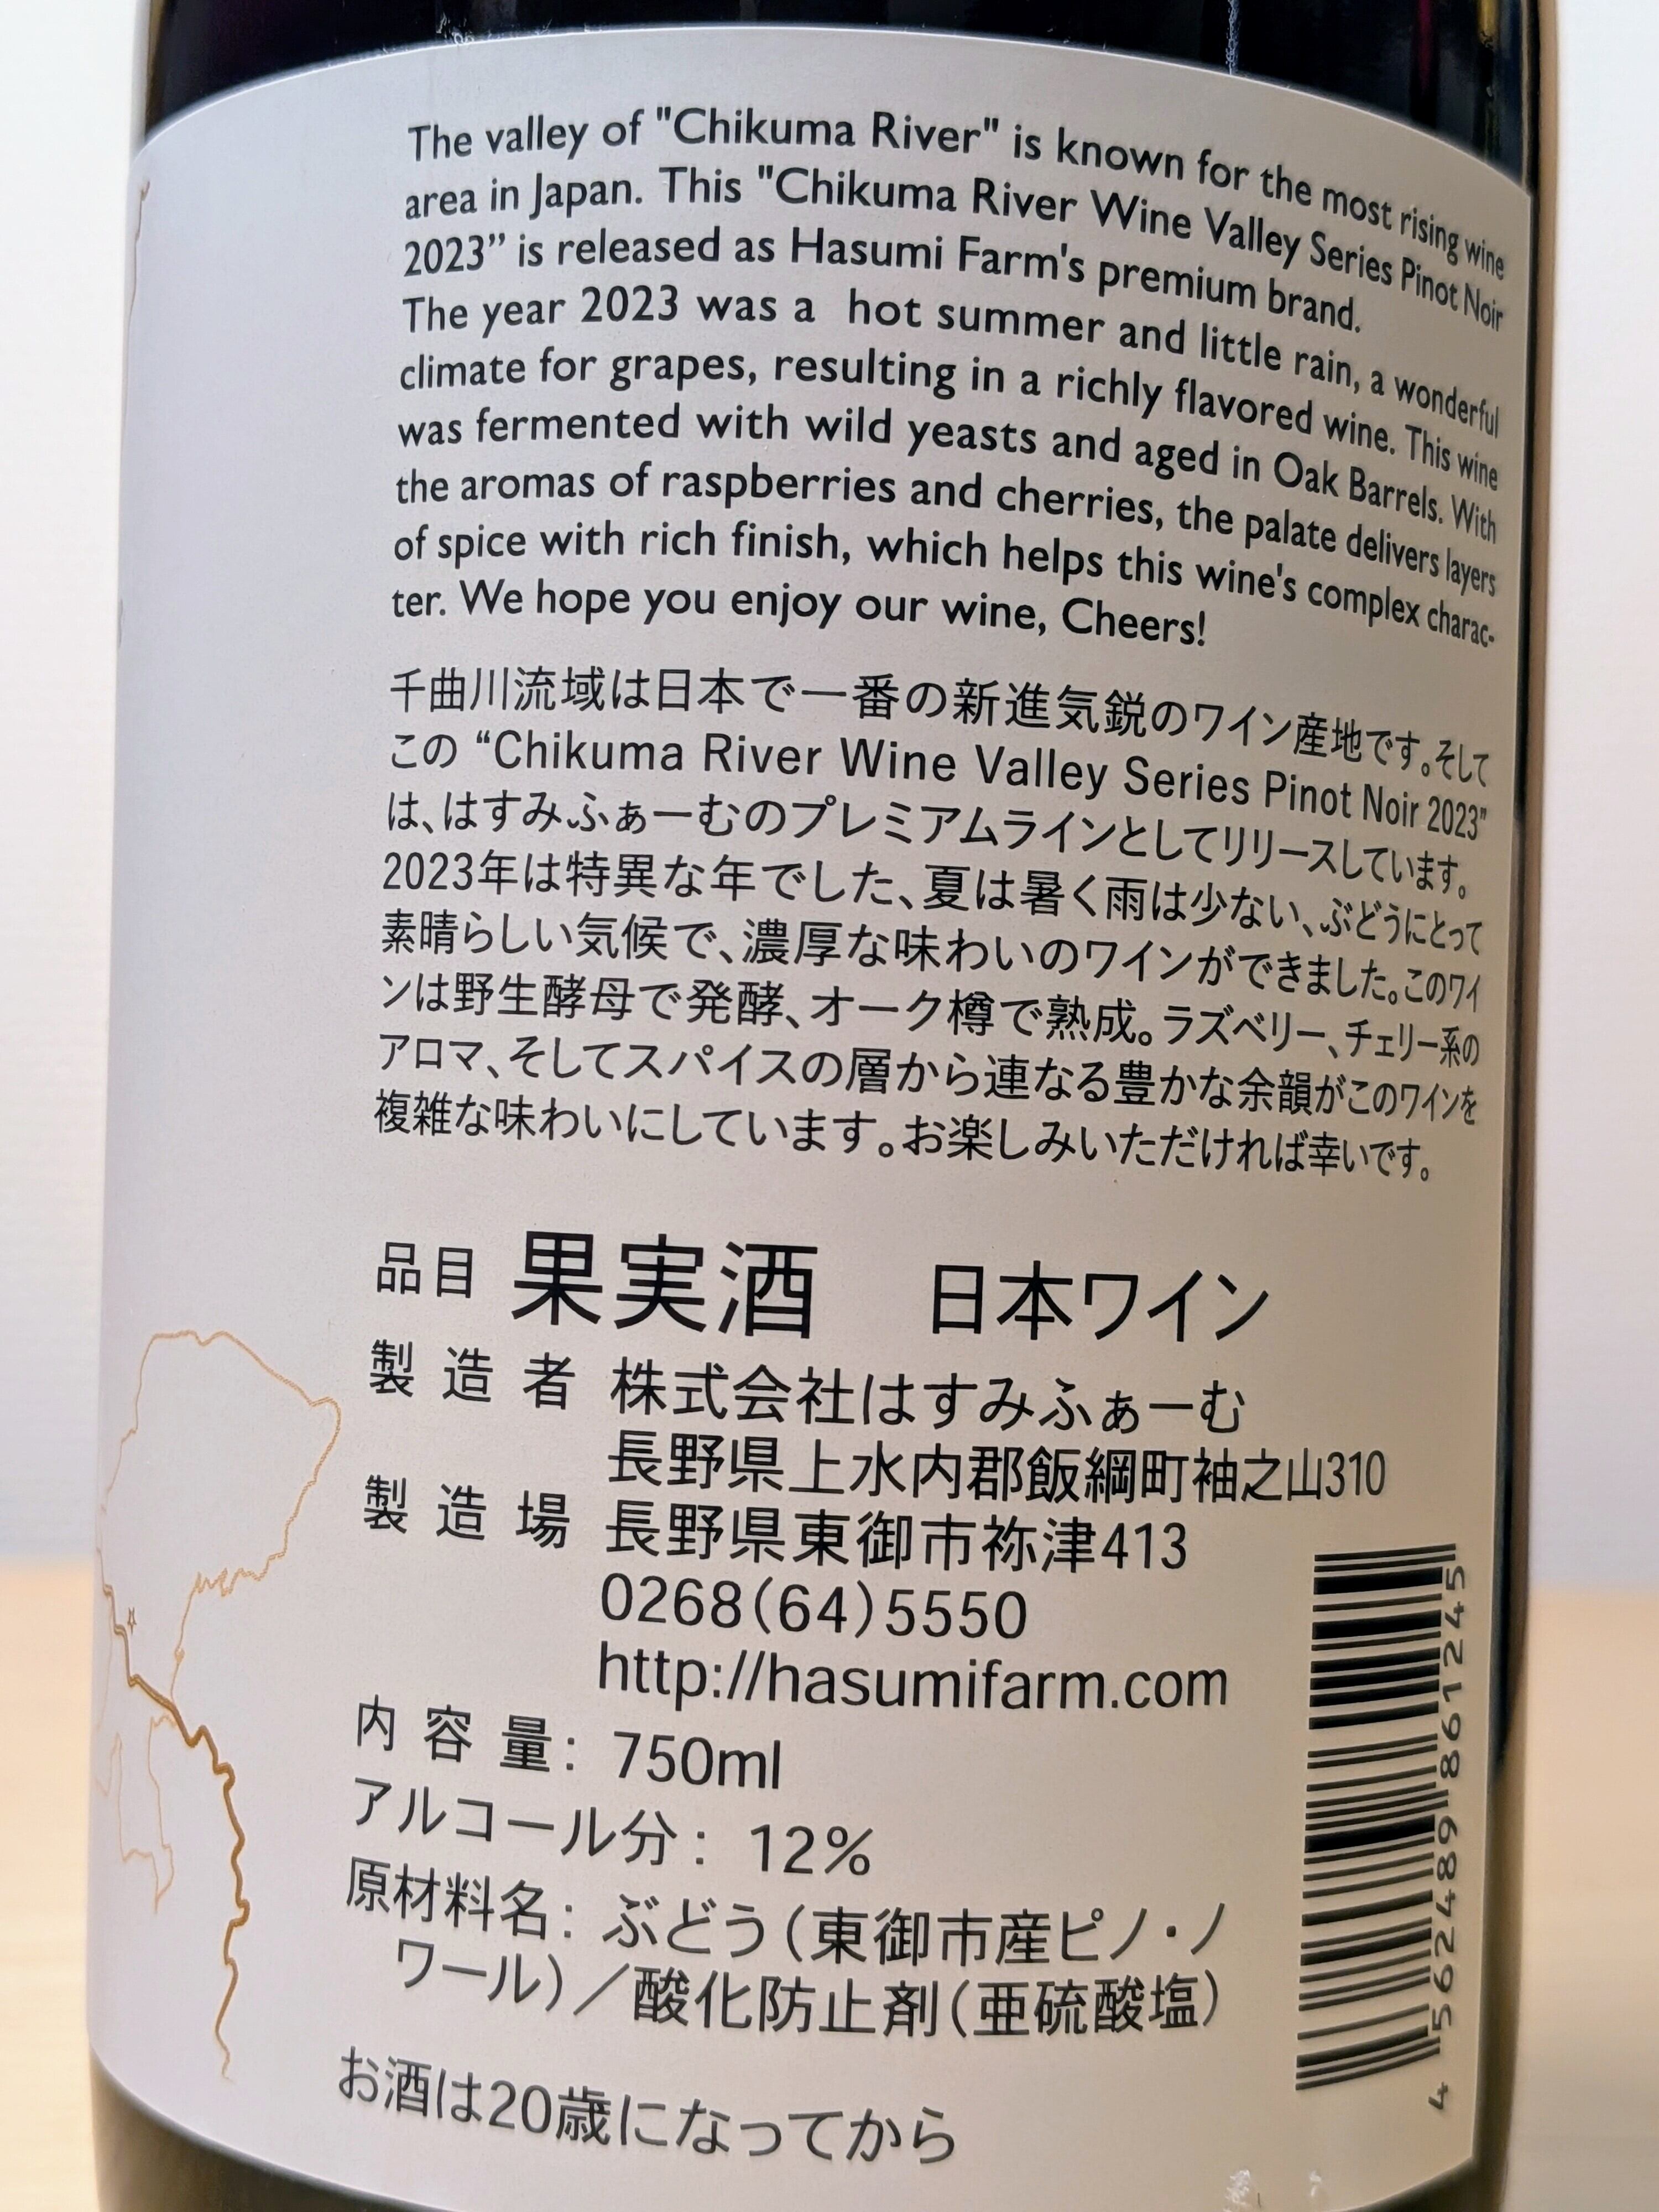 The valley of "Chikuma River" is known for the most rising wine
area in Japan. This "Chikuma River Wine Valley Series Pinot Noir
2023” is released as Hasumi Farm's premium brand.
The year 2023 was a hot summer and little rain, a wonderful
climate for grapes, resulting in a richly flavored wine. This wine
was fermented with wild yeasts and aged in Oak Barrels. With
the aromas of raspberries and cherries, the palate delivers layers
of spice with rich finish, which helps this wine's complex charac-
ter. We hope you enjoy our wine, Cheers!
千曲川流域は日本で一番の新進気鋭のワイン産地です。そして
この “Chikuma River Wine Valley Series Pinot Noir 2023”
は、はすみふぁーむのプレミアムラインとしてリリースしています。
2023年は特異な年でした、夏は暑く雨は少ない、ぶどうにとって
素晴らしい気候で、濃厚な味わいのワインができました。このワイ
ンは野生酵母で発酵、オーク樽で熟成。ラズベリー、チェリー系の
アロマ、そしてスパイスの層から連なる豊かな余韻がこのワインを
複雑な味わいにしています。お楽しみいただければ幸いです。
品目 果実酒 日本ワイン
製造者 株式会社はすみふぁーむ
長野県上水内郡飯綱町袖之山310
製造場 長野県東御市祢津413
0268(64)5550
http://hasumifarm.com
内容量: 750ml
アルコール分: 12%
原材料名: ぶどう(東御市産ピノ・ノ
ワール)/酸化防止剤(亜硫酸塩)
お酒は20歳になってから
4 562489 861245